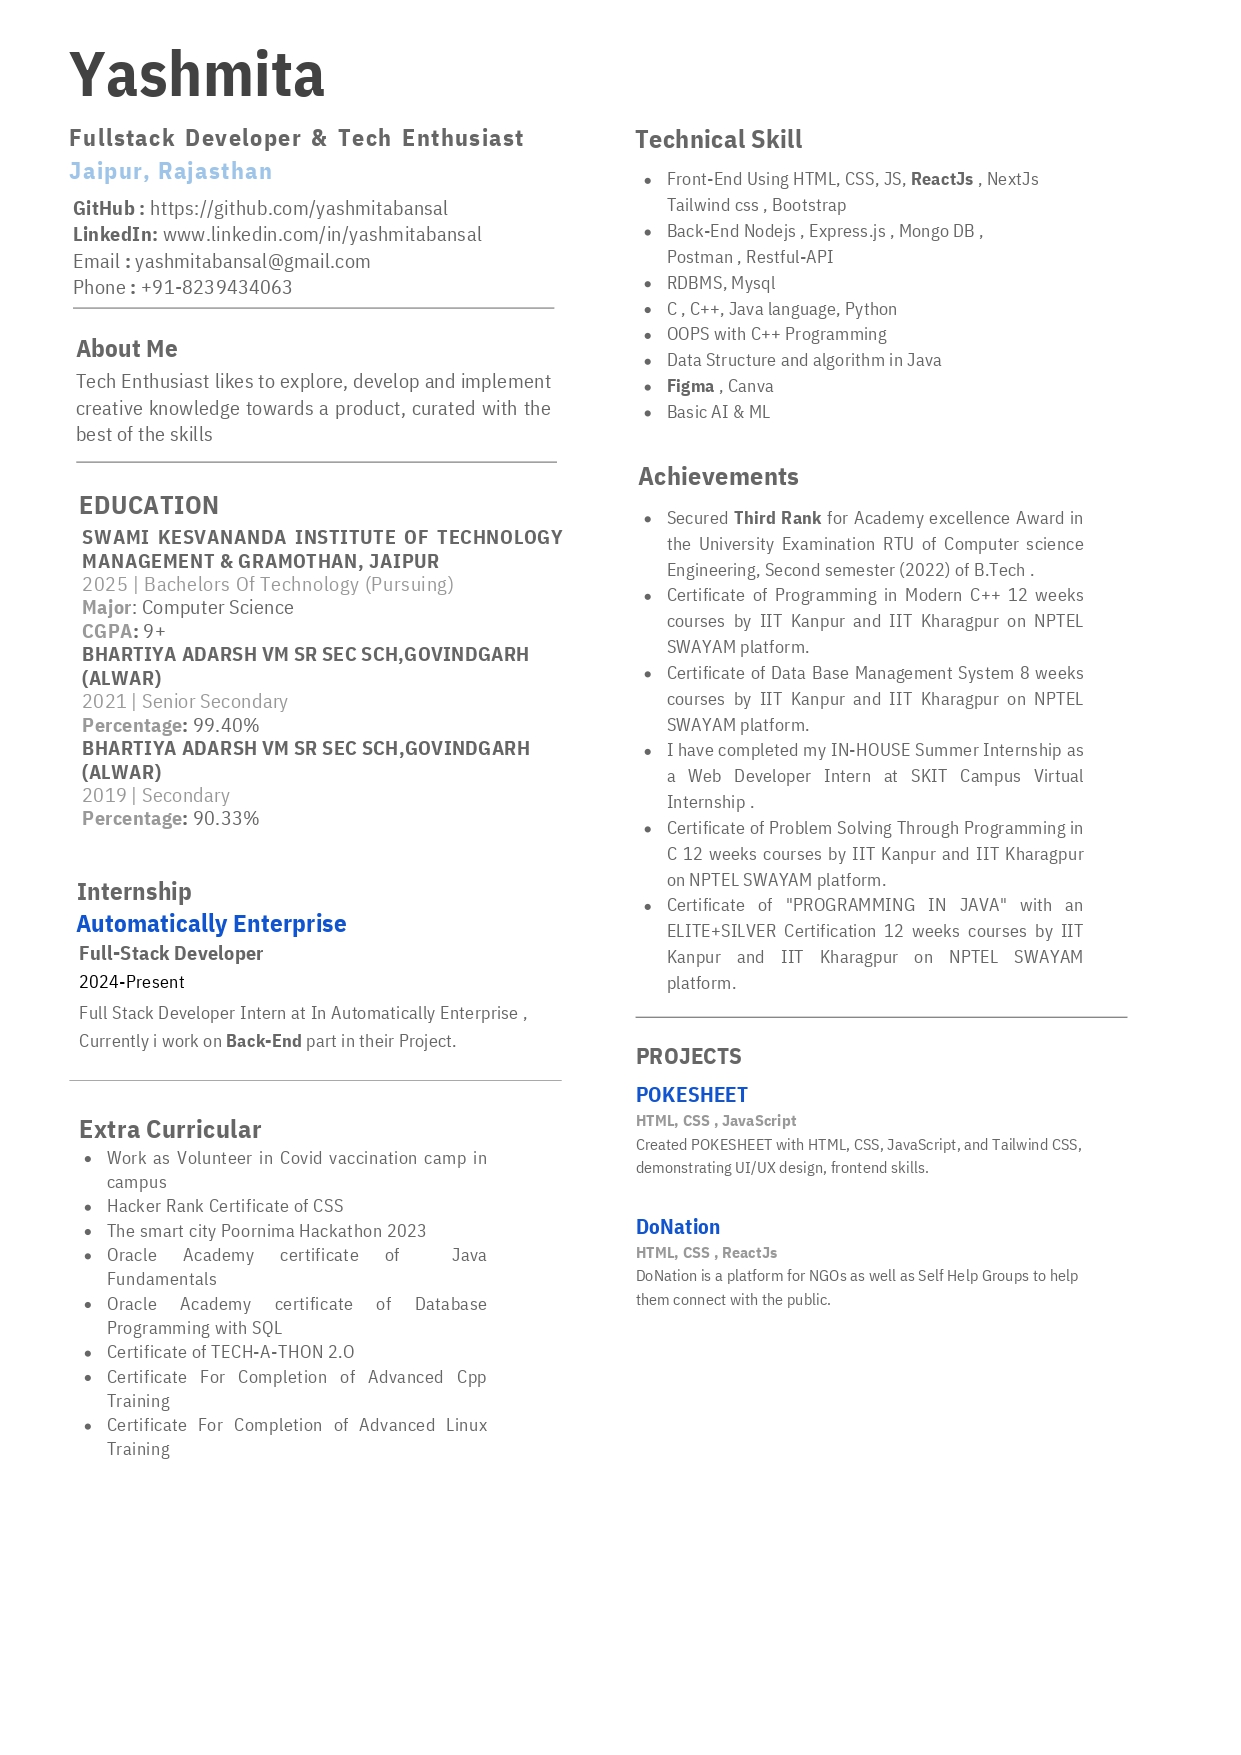 Yashmita
Fullstack Developer & Tech Enthusiast
Jaipur, Rajasthan
GitHub : https://github.com/yashmitabansal
LinkedIn: www.linkedin.com/in/yashmitabansal
Email : yashmitabansal@gmail.com
Phone : +91-8239434063
About Me
Tech Enthusiast likes to explore, develop and implement
creative knowledge towards a product, curated with the
best of the skills
EDUCATION
SWAMI KESVANANDA INSTITUTE OF TECHNOLOGY
MANAGEMENT & GRAMOTHAN, JAIPUR
2025 | Bachelors Of Technology (Pursuing)
Major: Computer Science
CGPA: 9+
BHARTIYA ADARSH VM SR SEC SCH,GOVINDGARH
(ALWAR)
2021 | Senior Secondary
Percentage: 99.40%
BHARTIYA ADARSH VM SR SEC SCH,GOVINDGARH
(ALWAR)
2019 | Secondary
Percentage: 90.33%
Internship
Automatically Enterprise
Full-Stack Developer
2024-Present
Full Stack Developer Intern at In Automatically Enterprise ,
Currently i work on Back-End part in their Project.
Extra Curricular
• Work as Volunteer in Covid vaccination camp in
campus
• Hacker Rank Certificate of CSS
• The smart city Poornima Hackathon 2023
• Oracle Academy certificate of Java
Fundamentals
• Oracle Academy certificate of Database
Programming with SQL
• Certificate of TECH-A-THON 2.O
• Certificate For Completion of Advanced Cpp
Training
• Certificate For Completion of Advanced Linux
Training
Technical Skill
• Front-End Using HTML, CSS, JS, ReactJs , NextJs
Tailwind css , Bootstrap
• Back-End Nodejs , Express.js , Mongo DB ,
Postman , Restful-API
• RDBMS, Mysql
• C , C++, Java language, Python
• OOPS with C++ Programming
• Data Structure and algorithm in Java
• Figma , Canva
• Basic AI & ML
Achievements
• Secured Third Rank for Academy excellence Award in
the University Examination RTU of Computer science
Engineering, Second semester (2022) of B.Tech .
• Certificate of Programming in Modern C++ 12 weeks
courses by IIT Kanpur and IIT Kharagpur on NPTEL
SWAYAM platform.
• Certificate of Data Base Management System 8 weeks
courses by IIT Kanpur and IIT Kharagpur on NPTEL
SWAYAM platform.
• I have completed my IN-HOUSE Summer Internship as
a Web Developer Intern at SKIT Campus Virtual
Internship .
• Certificate of Problem Solving Through Programming in
C 12 weeks courses by IIT Kanpur and IIT Kharagpur
on NPTEL SWAYAM platform.
• Certificate of "PROGRAMMING IN JAVA" with an
ELITE+SILVER Certification 12 weeks courses by IIT
Kanpur and IIT Kharagpur on NPTEL SWAYAM
platform.
PROJECTS
POKESHEET
HTML, CSS , JavaScript
Created POKESHEET with HTML, CSS, JavaScript, and Tailwind CSS,
demonstrating UI/UX design, frontend skills.
DoNation
HTML, CSS , ReactJs
DoNation is a platform for NGOs as well as Self Help Groups to help
them connect with the public.